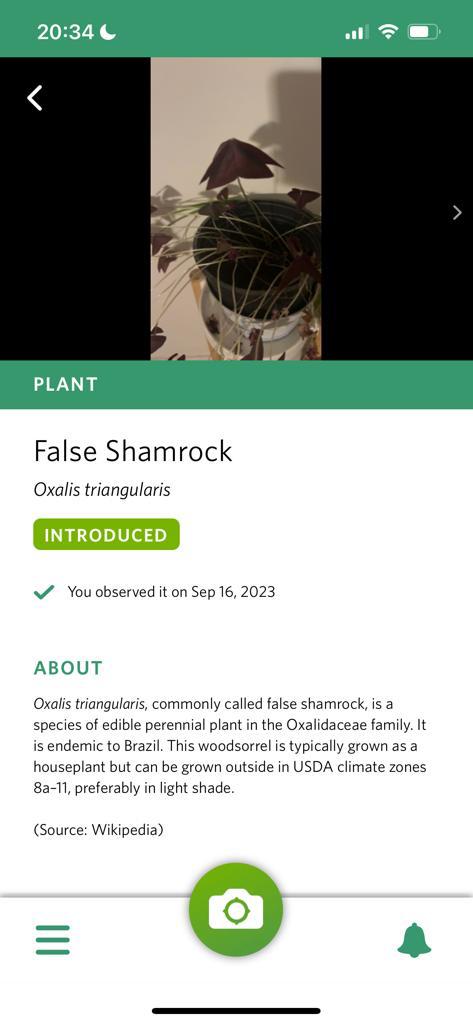 20:34
PLANT
False Shamrock
Oxalis triangularis
INTRODUCED
You observed it on Sep 16, 2023
ABOUT
Oxalis triangularis, commonly called false shamrock, is a
species of edible perennial plant in the Oxalidaceae family. It
is endemic to Brazil. This woodsorrel is typically grown as a
houseplant but can be grown outside in USDA climate zones
8a–11, preferably in light shade.
(Source: Wikipedia)